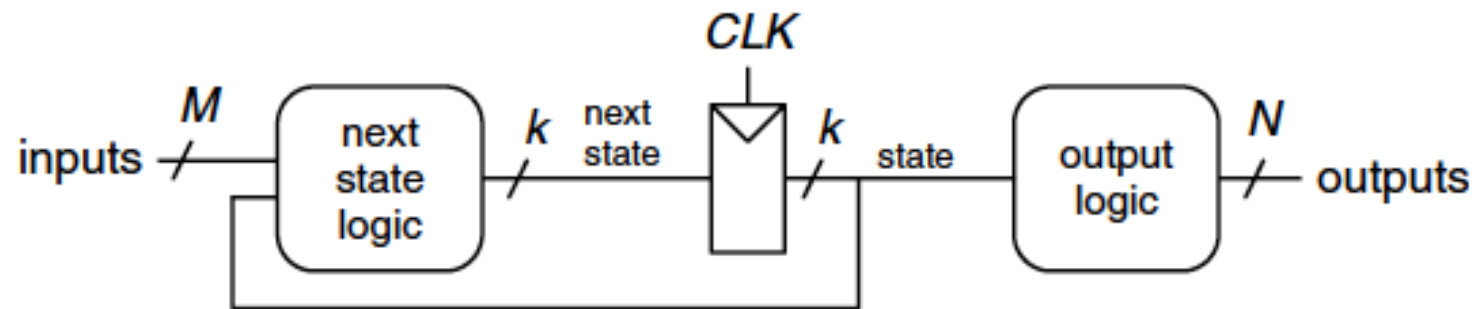 CLK
inputs
M
next
state
logic
k
next
state
k
state
output
logic
N
outputs